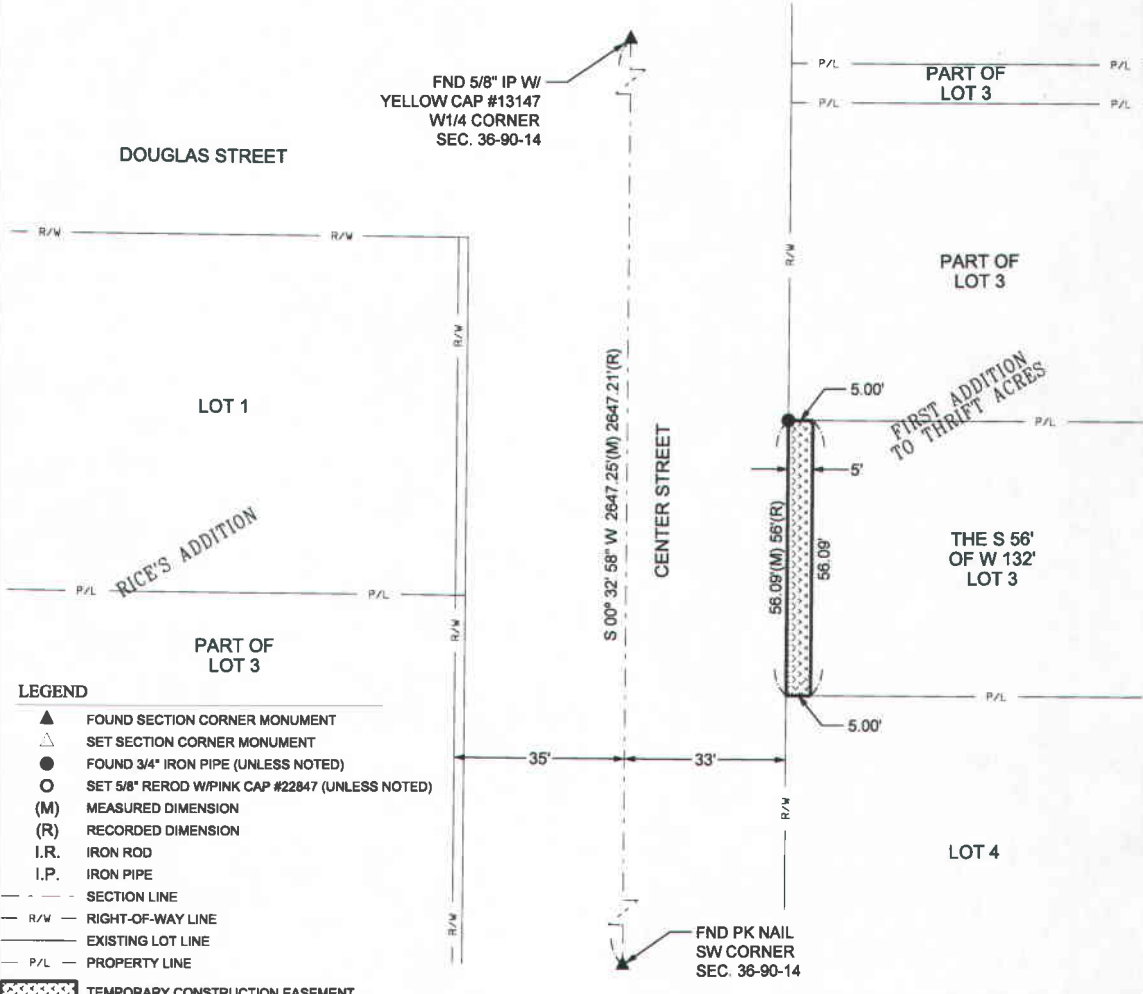 FND 5/8" IP W/
YELLOW CAP #13147
W1/4 CORNER
SEC. 36-90-14
P/L
P/L
PART OF
LOT 3
P/L
P/L
DOUGLAS STREET
R/W
R/W
R/W
PART OF
LOT 3
R/W
LOT 1
S 00° 32' 58" W 2647.25'(M) 2647.21'(R)
CENTER STREET
5.00'
FIRST ADDITION
TO THRIFT ACRES
P/L
5'
56.09'(M) 56'(R)
56.09'
THE S 56'
OF W 132'
LOT 3
RICE'S ADDITION
P/L
P/L
R/W
PART OF
LOT 3
P/L
5.00'
35'
33'
R/W
LOT 4
R/W
FND PK NAIL
SW CORNER
SEC. 36-90-14
LEGEND
FOUND SECTION CORNER MONUMENT
SET SECTION CORNER MONUMENT
FOUND 3/4" IRON PIPE (UNLESS NOTED)
SET 5/8" REROD W/PINK CAP #22847 (UNLESS NOTED)
(M) MEASURED DIMENSION
(R) RECORDED DIMENSION
I.R. IRON ROD
I.P. IRON PIPE
SECTION LINE
R/W RIGHT-OF-WAY LINE
EXISTING LOT LINE
P/L PROPERTY LINE
TEMPORARY CONSTRUCTION EASEMENT